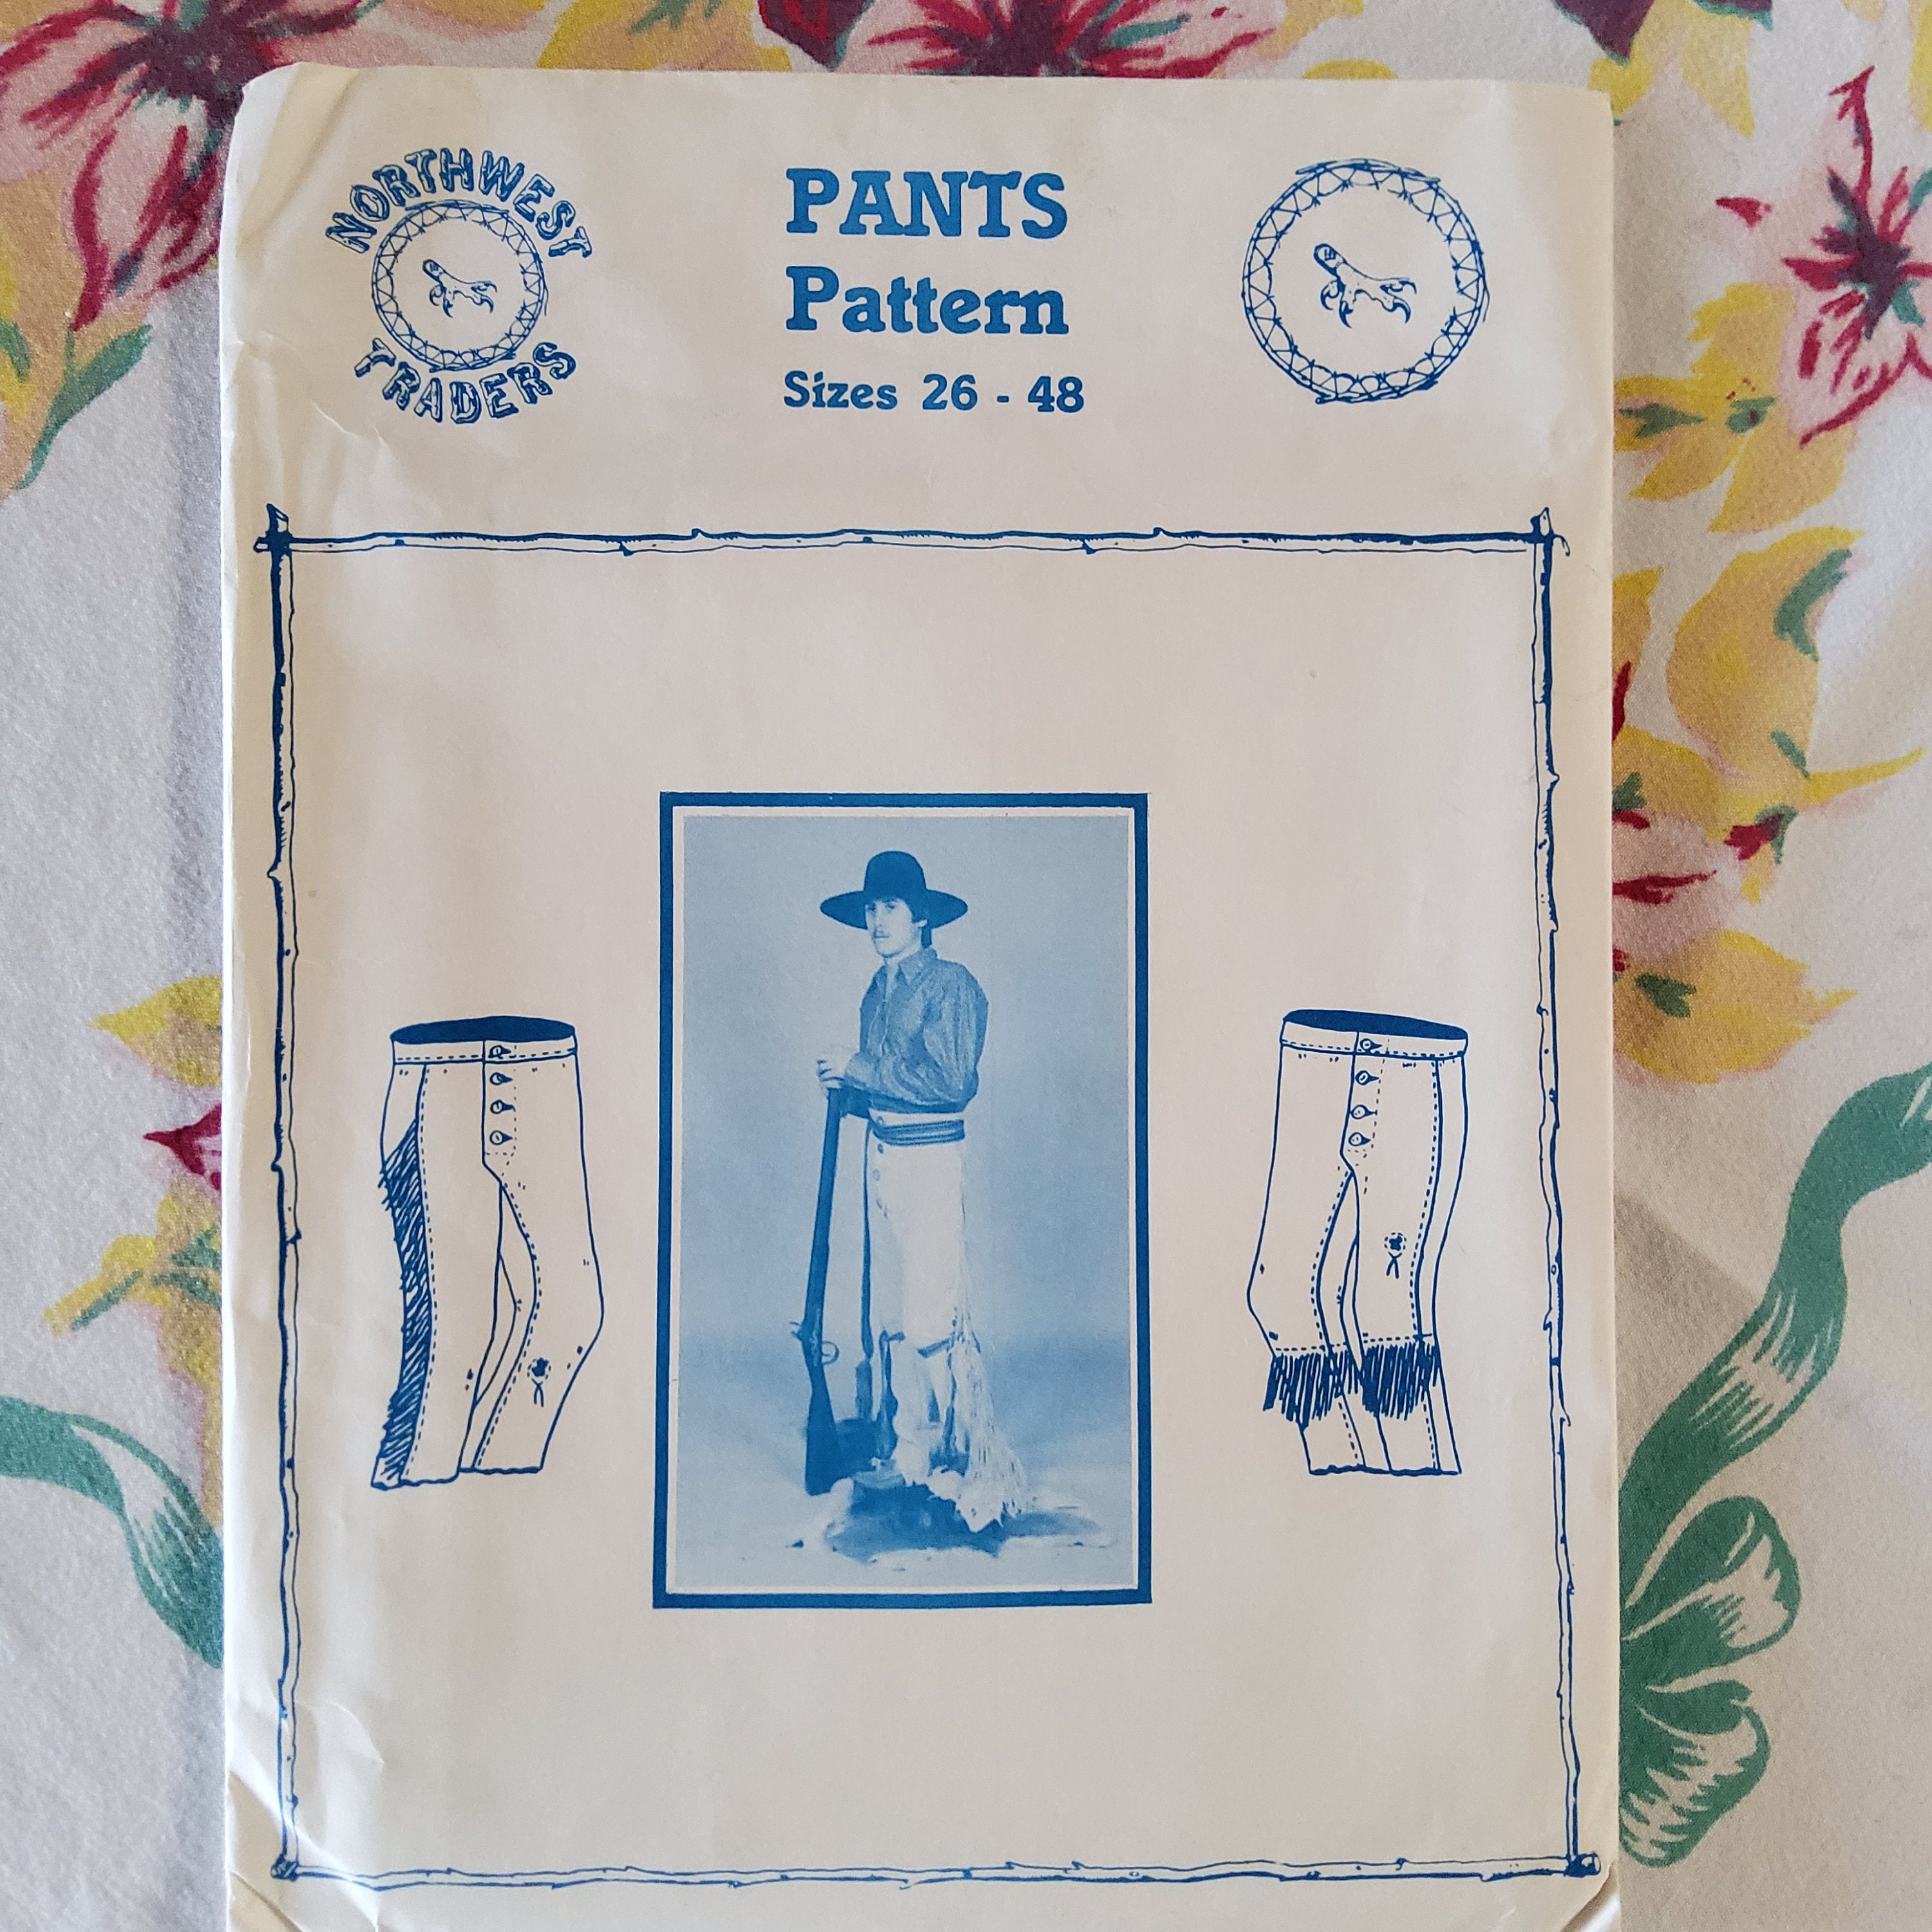 NORTHWEST
TRADERS
PANTS
Pattern
Sizes 26 - 48